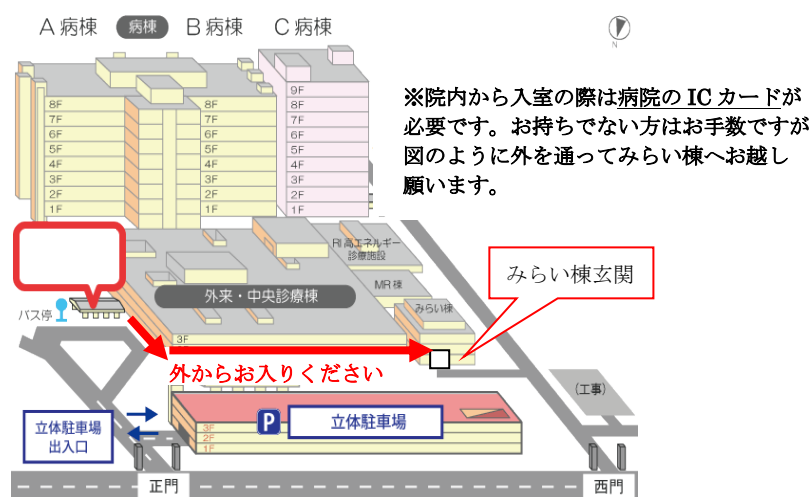 A 病棟 病棟 B 病棟 C 病棟
N
※院内から入室の際は病院の IC カードが
必要です。お持ちでない方はお手数ですが
図のように外を通ってみらい棟へお越し
願います。
9F
8F 8F 8F
7F 7F 7F
6F 6F 6F
5F 5F 5F
4F 4F 4F
3F 3F 3F
2F 2F 2F
1F 1F 1F
RI高エネルギー
診療施設
MR 棟
みらい棟
みらい棟玄関
外来・中央診療棟
バス停
3F
外からお入りください
(工事)
立体駐車場
出入口
P 立体駐車場
3F
2F
1F
正門 西門